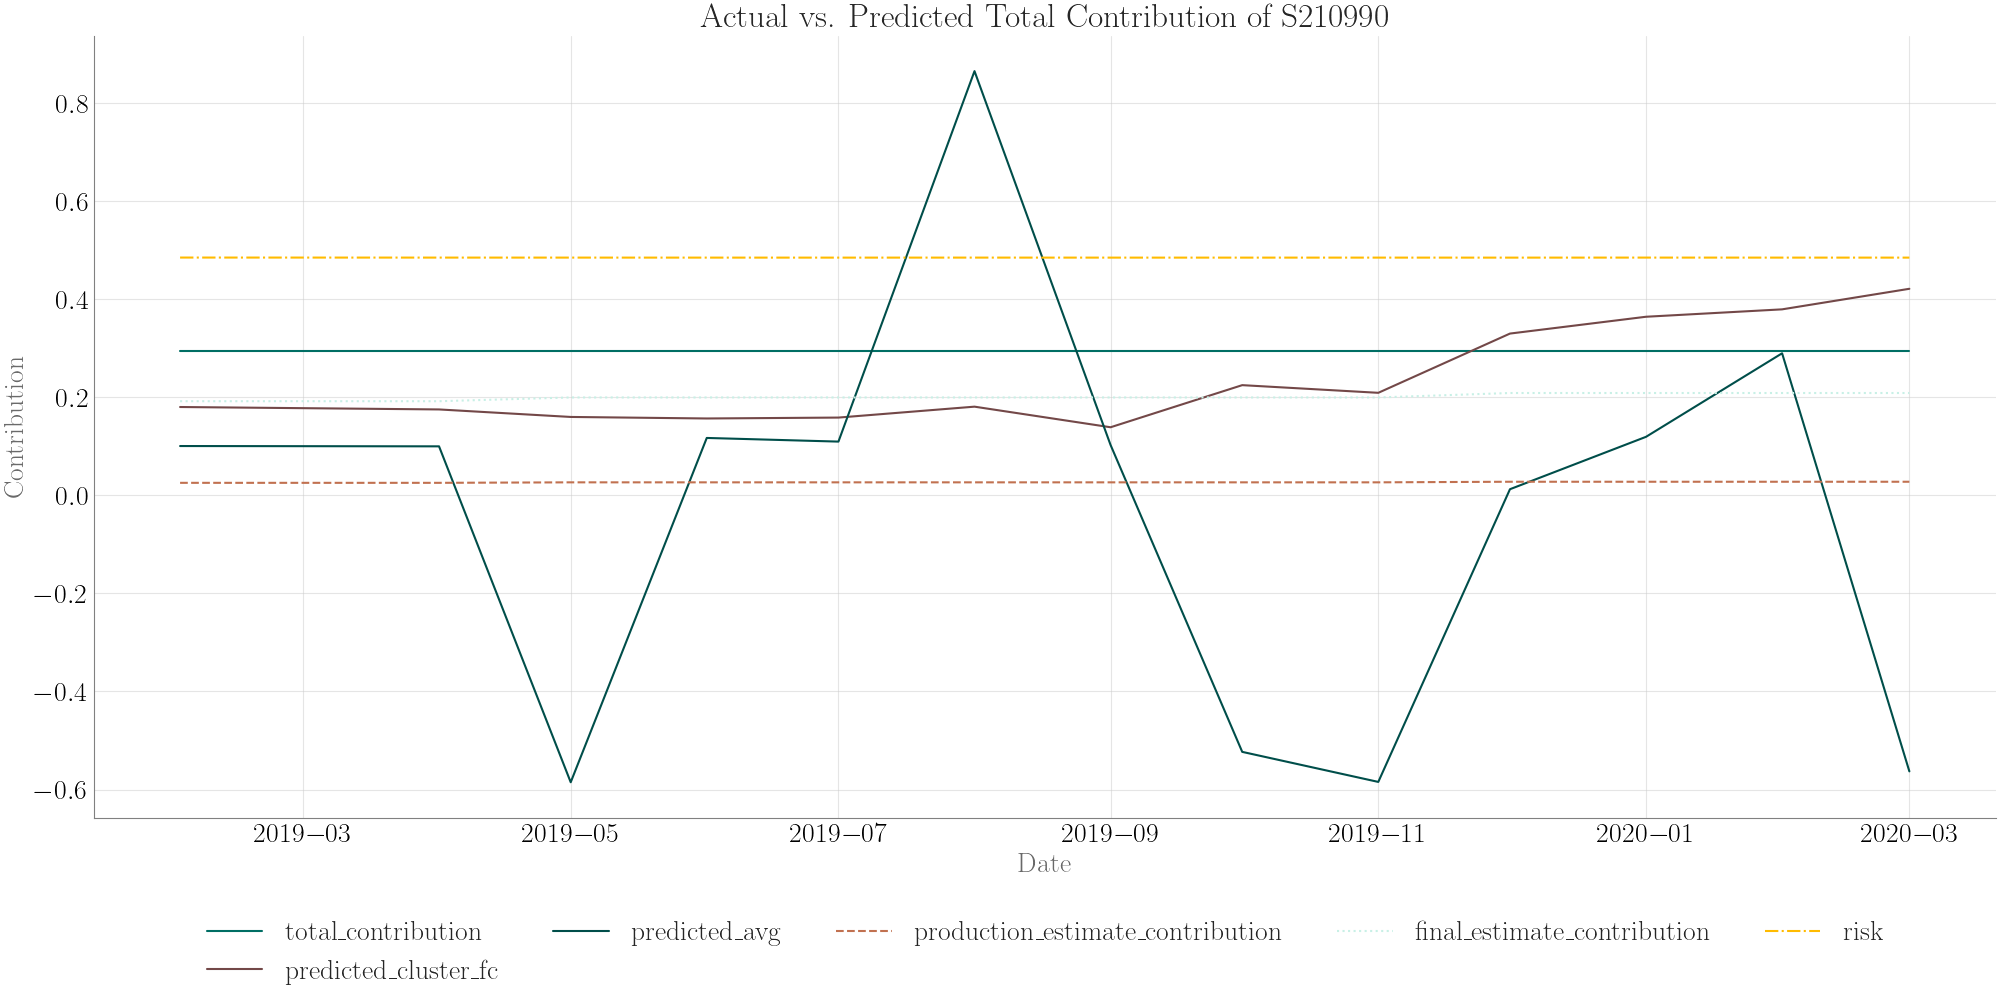 Actual vs. Predicted Total Contribution of S210990
0.8
0.6
0.4
0.2
0.0
−0.2
−0.4
−0.6
Contribution
2019−03 2019−05 2019−07 2019−09 2019−11 2020−01 2020−03
Date
total_contribution predicted_avg production_estimate_contribution final_estimate_contribution risk
predicted_cluster_fc